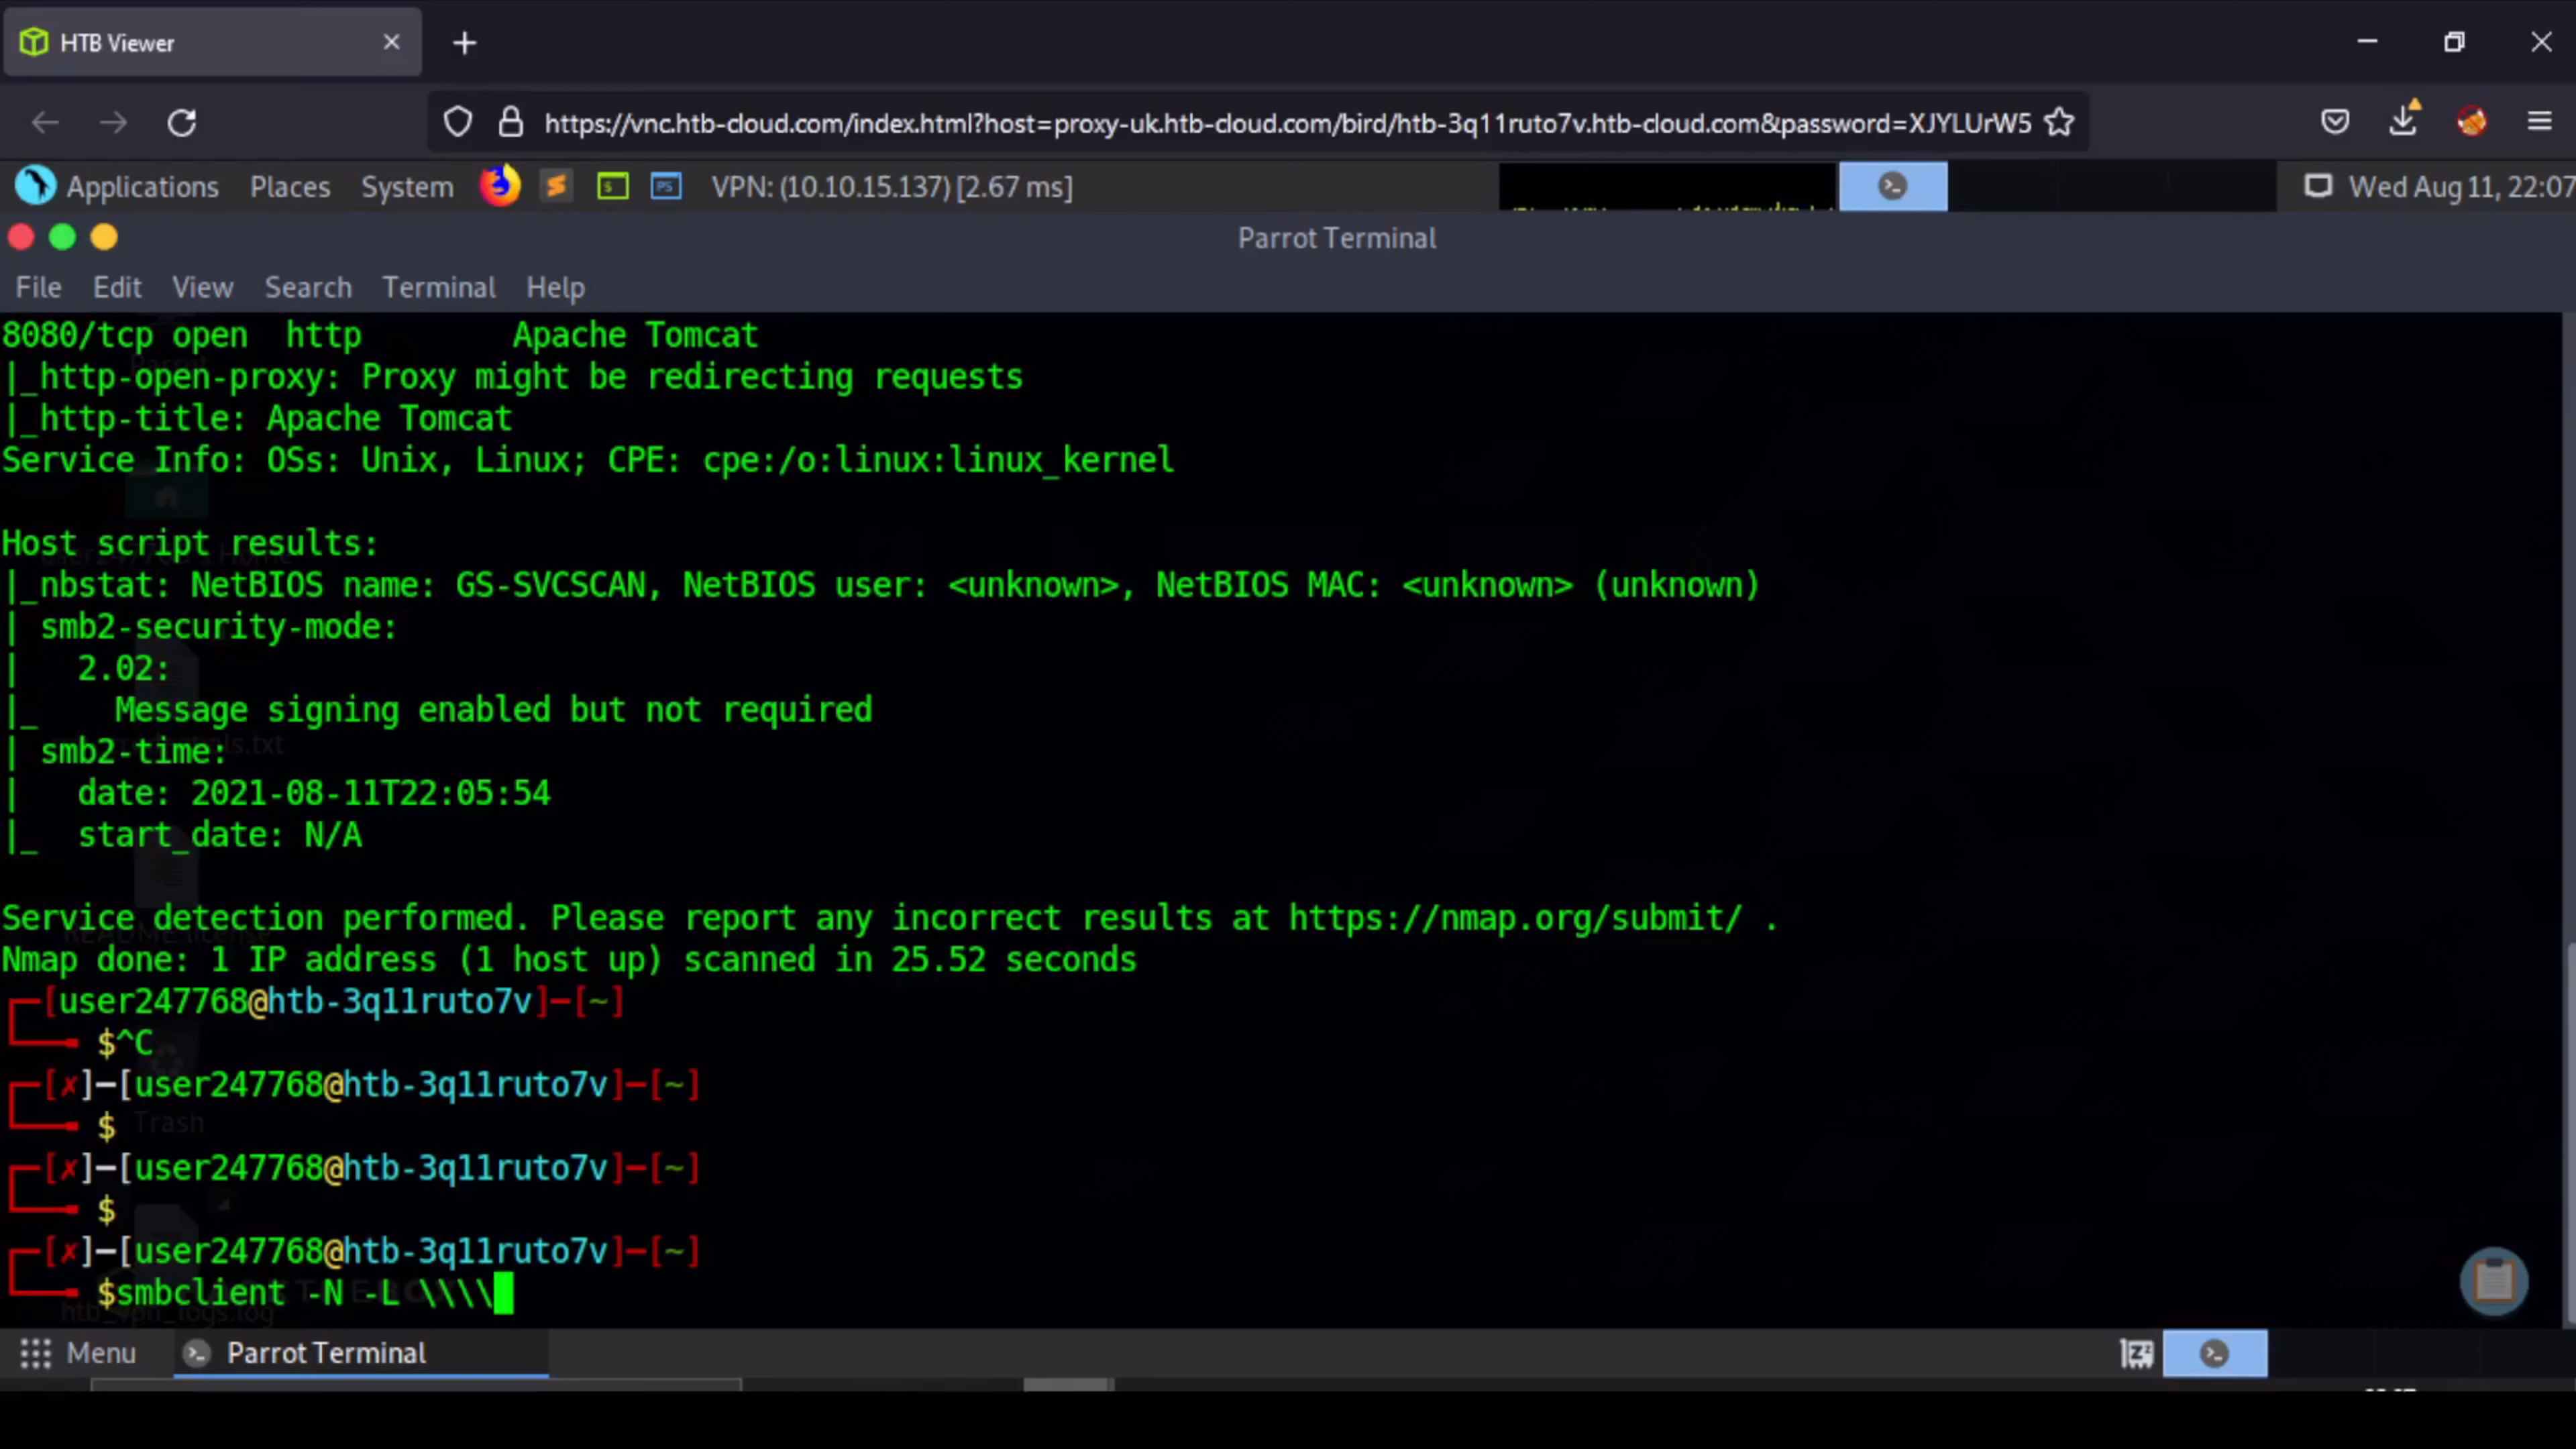 HTB Viewer
https://vnc.htb-cloud.com/index.html?host=proxy-uk.htb-cloud.com/bird/htb-3q11ruto7v.htb-cloud.com&password=XJYLUrW5
Applications Places System VPN: (10.10.15.137) [2.67 ms] Wed Aug 11, 22:07
Parrot Terminal
File Edit View Search Terminal Help
8080/tcp open  http        Apache Tomcat
|_http-open-proxy: Proxy might be redirecting requests
|_http-title: Apache Tomcat
Service Info: OSs: Unix, Linux; CPE: cpe:/o:linux:linux_kernel
Host script results:
|_nbstat: NetBIOS name: GS-SVCSCAN, NetBIOS user: <unknown>, NetBIOS MAC: <unknown> (unknown)
| smb2-security-mode:
|   2.02:
|_    Message signing enabled but not required
| smb2-time:
|   date: 2021-08-11T22:05:54
|_  start_date: N/A
Service detection performed. Please report any incorrect results at https://nmap.org/submit/ .
Nmap done: 1 IP address (1 host up) scanned in 25.52 seconds
[user247768@htb-3q11ruto7v]-[~]
$^C
[x]-[user247768@htb-3q11ruto7v]-[~]
$
Trash
[x]-[user247768@htb-3q11ruto7v]-[~]
$
[x]-[user247768@htb-3q11ruto7v]-[~]
$smbclient -N -L \\\\
Menu Parrot Terminal